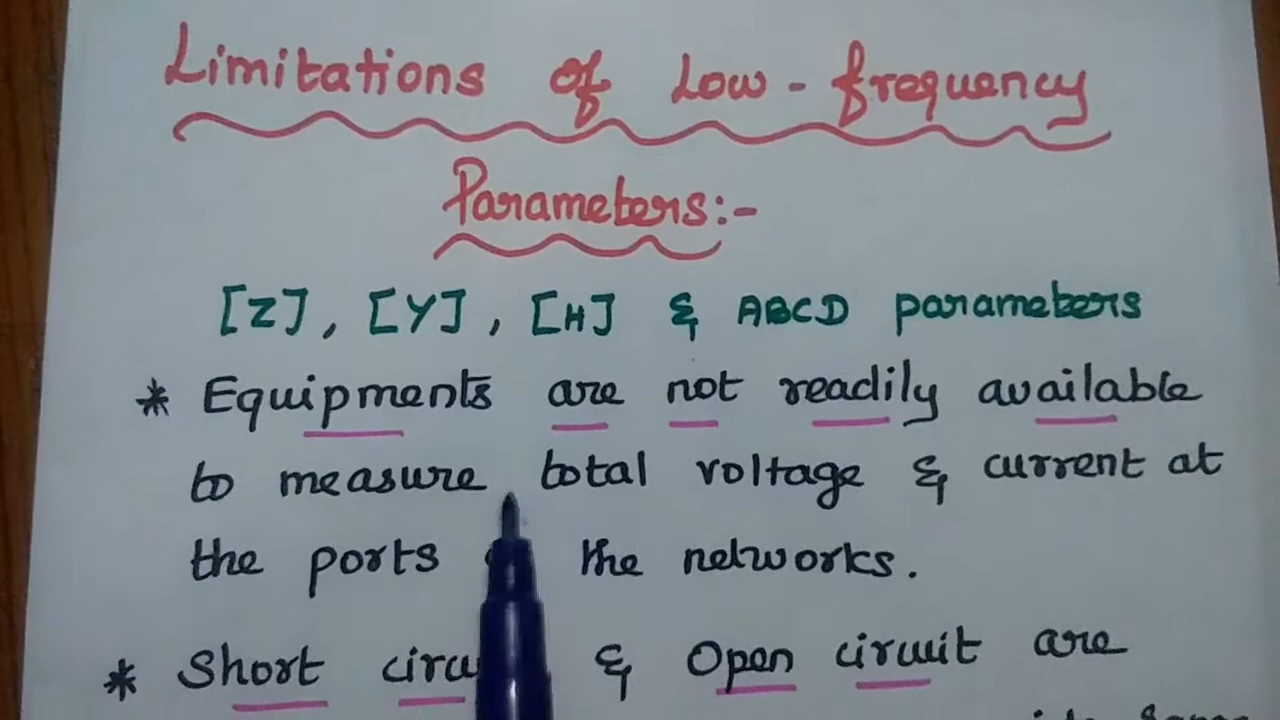 Limitations of Low-frequency
Parameters:-
[Z], [Y], [H] & ABCD parameters
* Equipments are not readily available
to measure total voltage & current at
the ports the networks.
* Short & Open circuit are